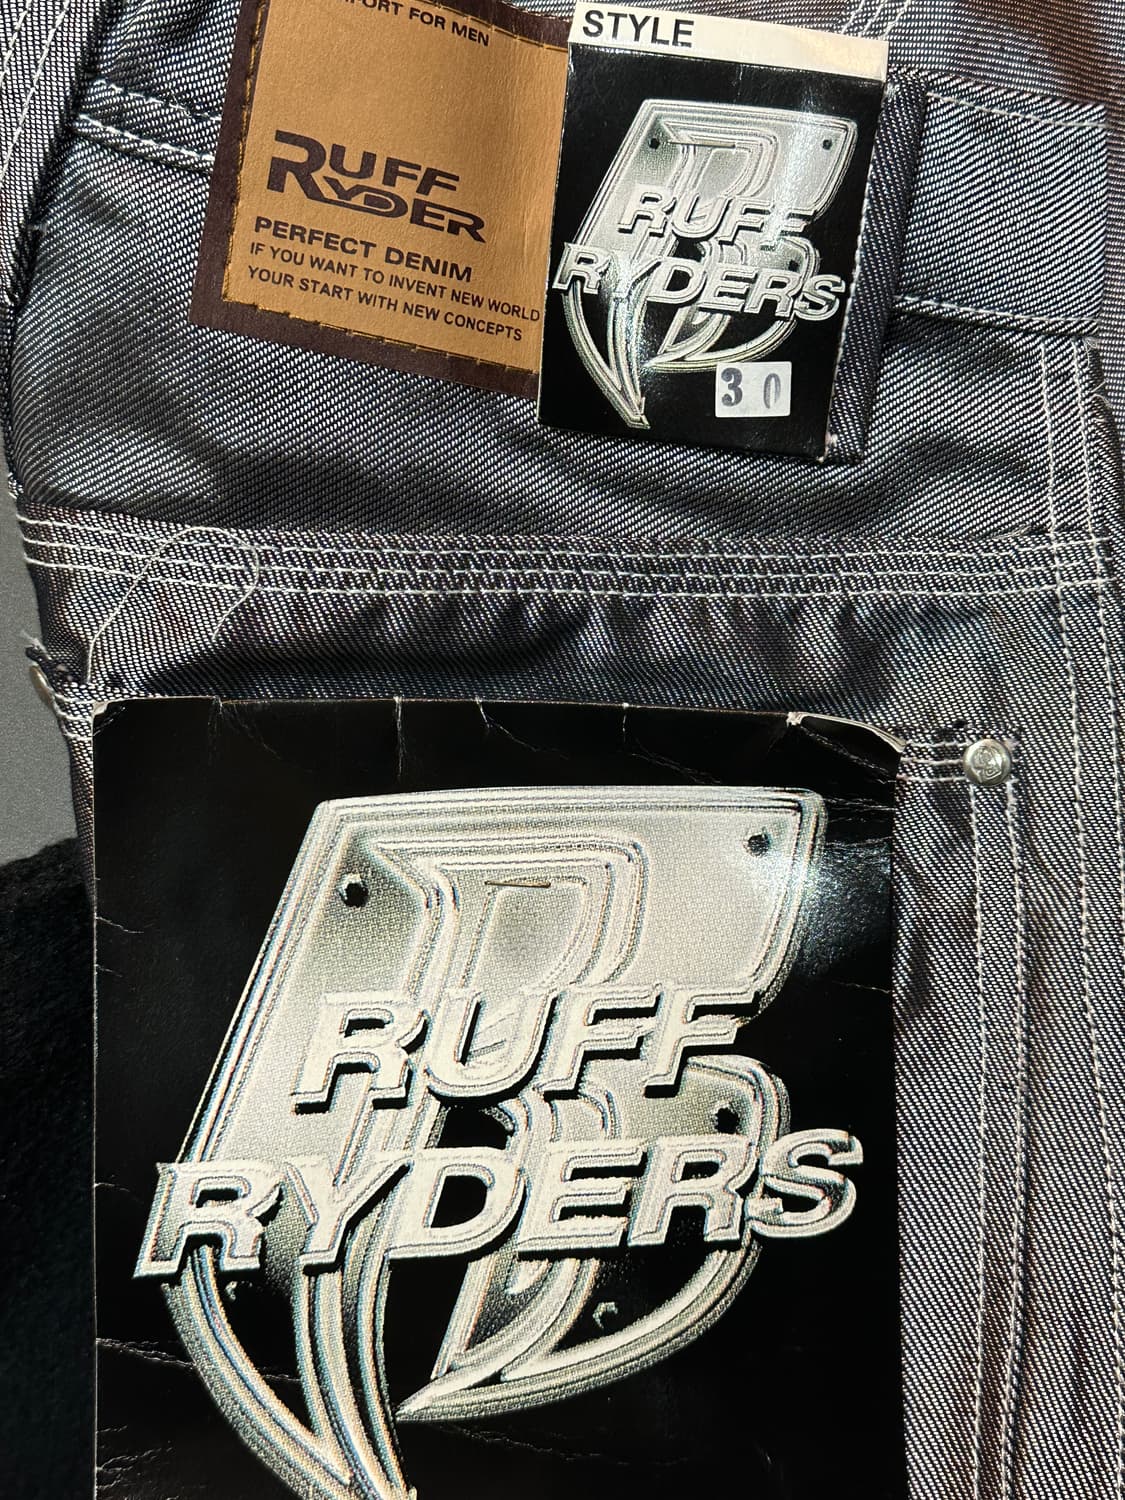 FOR MEN
RUFF
RYDER
PERFECT DENIM
IF YOU WANT TO INVENT NEW WORLD
YOUR START WITH NEW CONCEPTS
STYLE
RUFF
RYDERS
30
RUFF
RYDERS